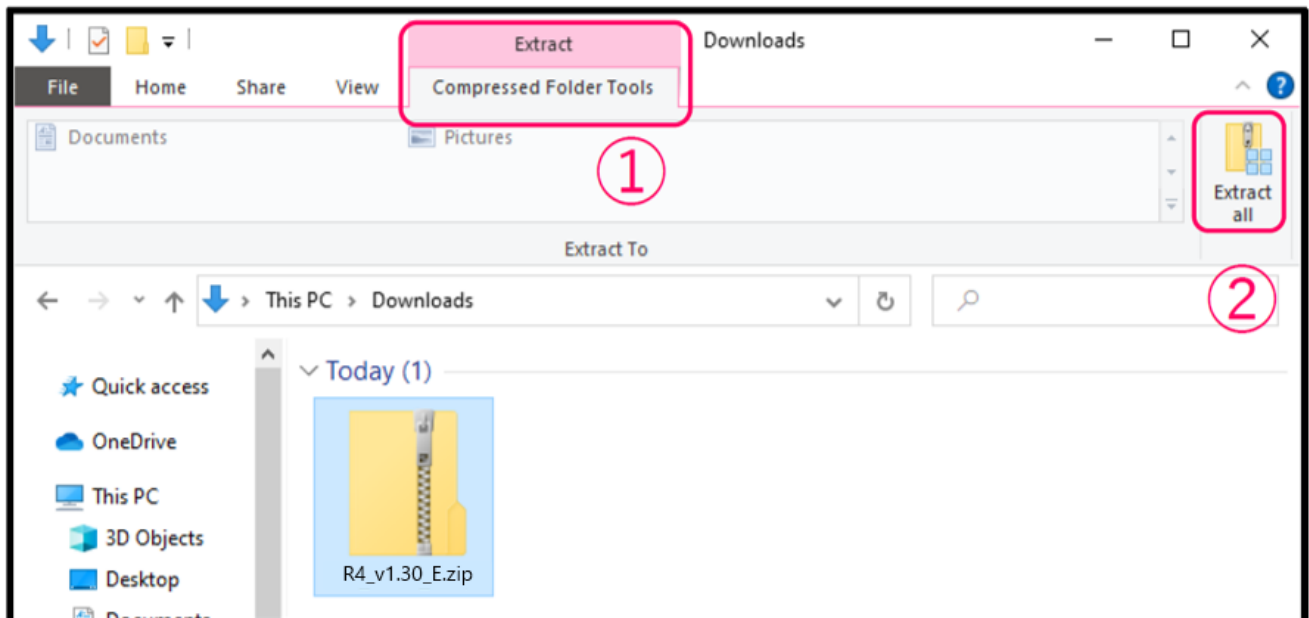 Extract
Downloads
File
Home
Share
View
Compressed Folder Tools
Documents
Pictures
①
Extract
all
Extract To
②
This PC
Downloads
Quick access
Today (1)
OneDrive
This PC
3D Objects
R4_v1.30_E.zip
Desktop
Documents